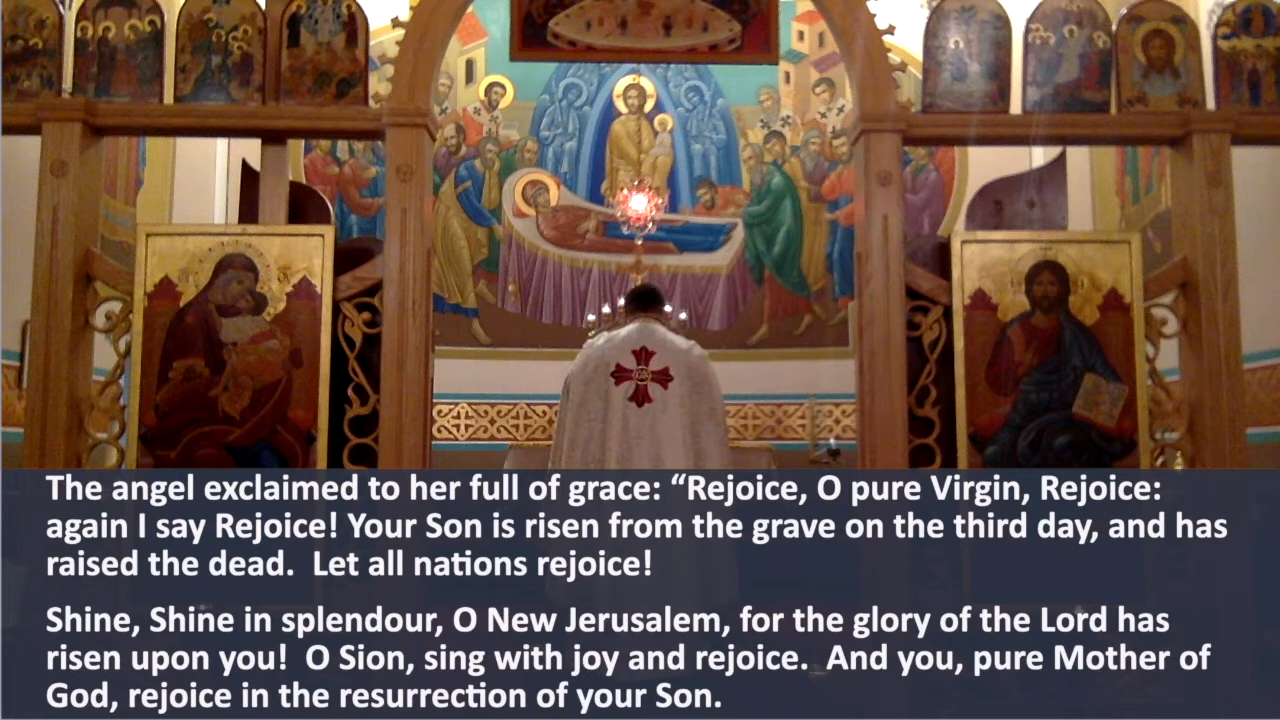 The angel exclaimed to her full of grace: “Rejoice, O pure Virgin, Rejoice:
again I say Rejoice! Your Son is risen from the grave on the third day, and has
raised the dead.  Let all nations rejoice!
Shine, Shine in splendour, O New Jerusalem, for the glory of the Lord has
risen upon you!  O Sion, sing with joy and rejoice.  And you, pure Mother of
God, rejoice in the resurrection of your Son.